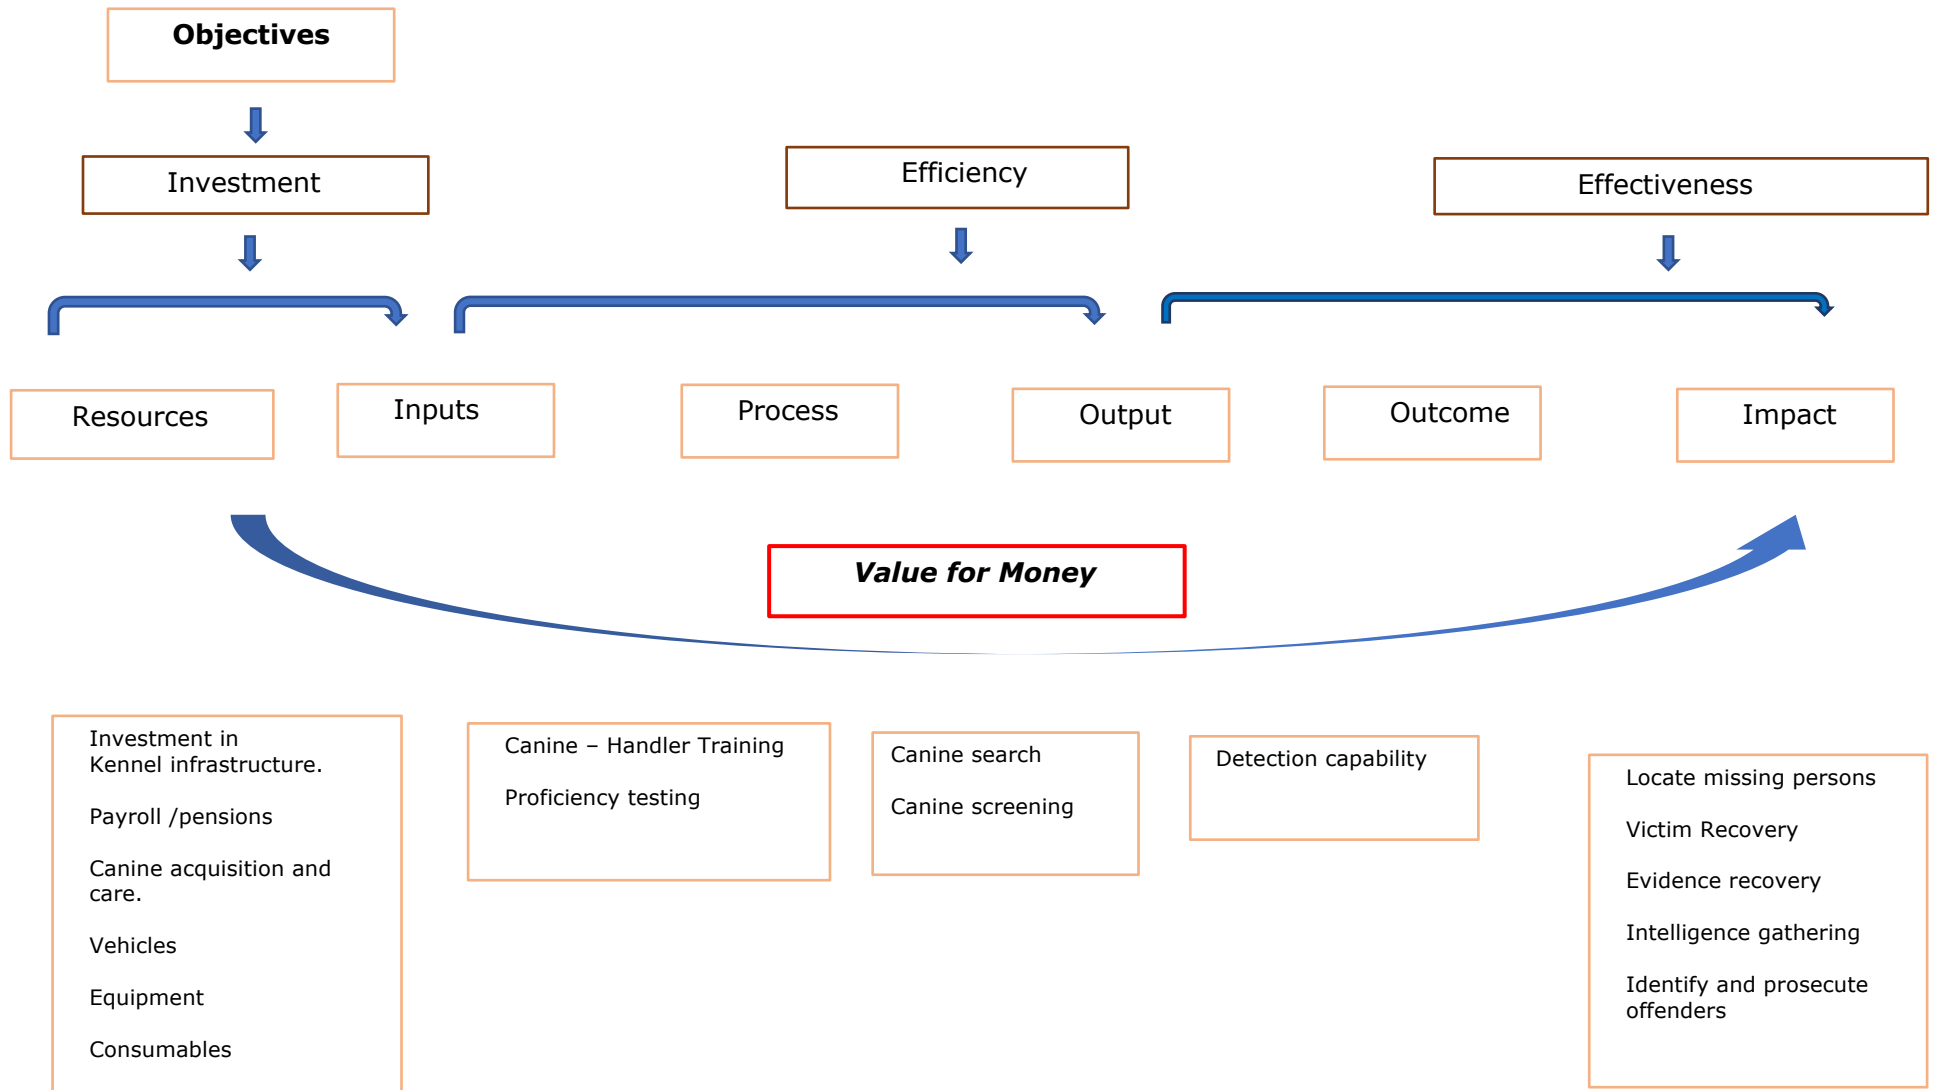 Objectives
Investment
Efficiency
Effectiveness
Resources
Inputs
Process
Output
Outcome
Impact
Value for Money
Investment in
Kennel infrastructure.
Payroll /pensions
Canine acquisition and
care.
Vehicles
Equipment
Consumables
Canine – Handler Training
Proficiency testing
Canine search
Canine screening
Detection capability
Locate missing persons
Victim Recovery
Evidence recovery
Intelligence gathering
Identify and prosecute
offenders